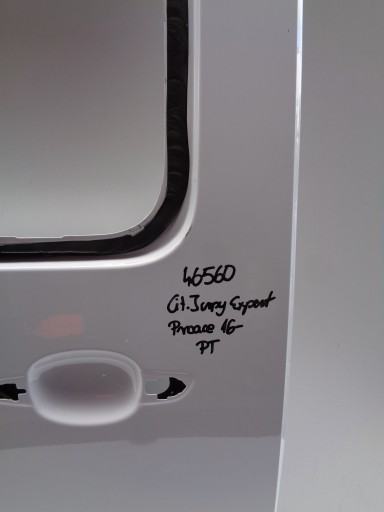 46560
Cit. Jumpy Expert
Proace 16-
PT